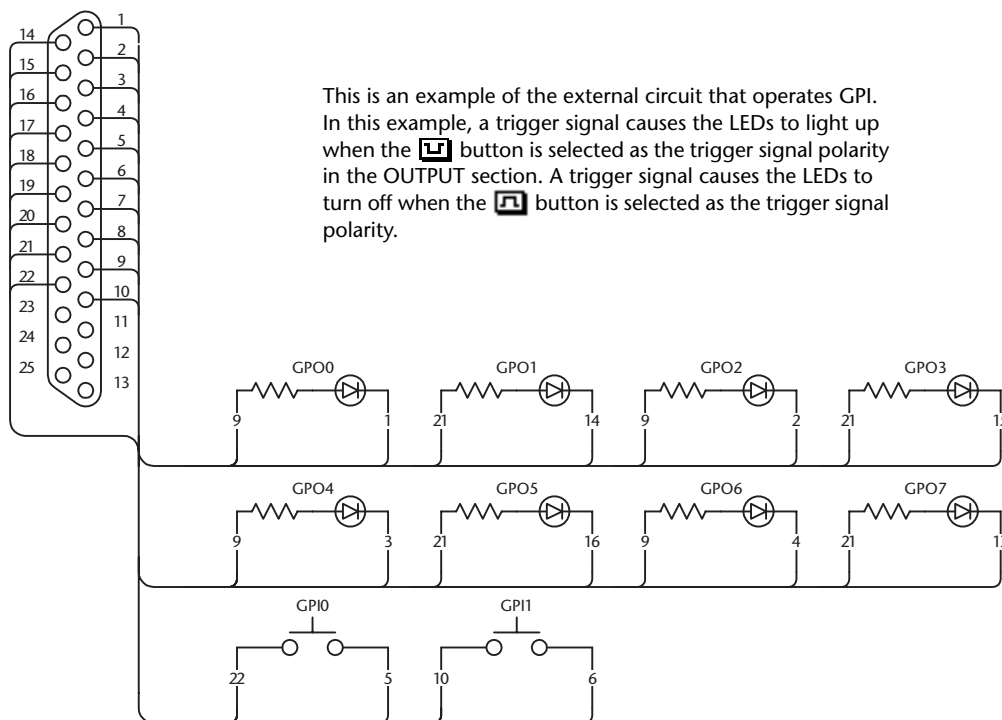 1
14
2
15
3
16
4
17
5
18
6
19
7
20
8
21
9
22
10
23
11
24
12
25
13
This is an example of the external circuit that operates GPI.
In this example, a trigger signal causes the LEDs to light up
when the button is selected as the trigger signal polarity
in the OUTPUT section. A trigger signal causes the LEDs to
turn off when the button is selected as the trigger signal
polarity.
GPO0 GPO1 GPO2 GPO3
9 1 21 14 9 2 21
GPO4 GPO5 GPO6 GPO7
9 3 21 16 9 4 21
GPI0 GPI1
22 5 10 6